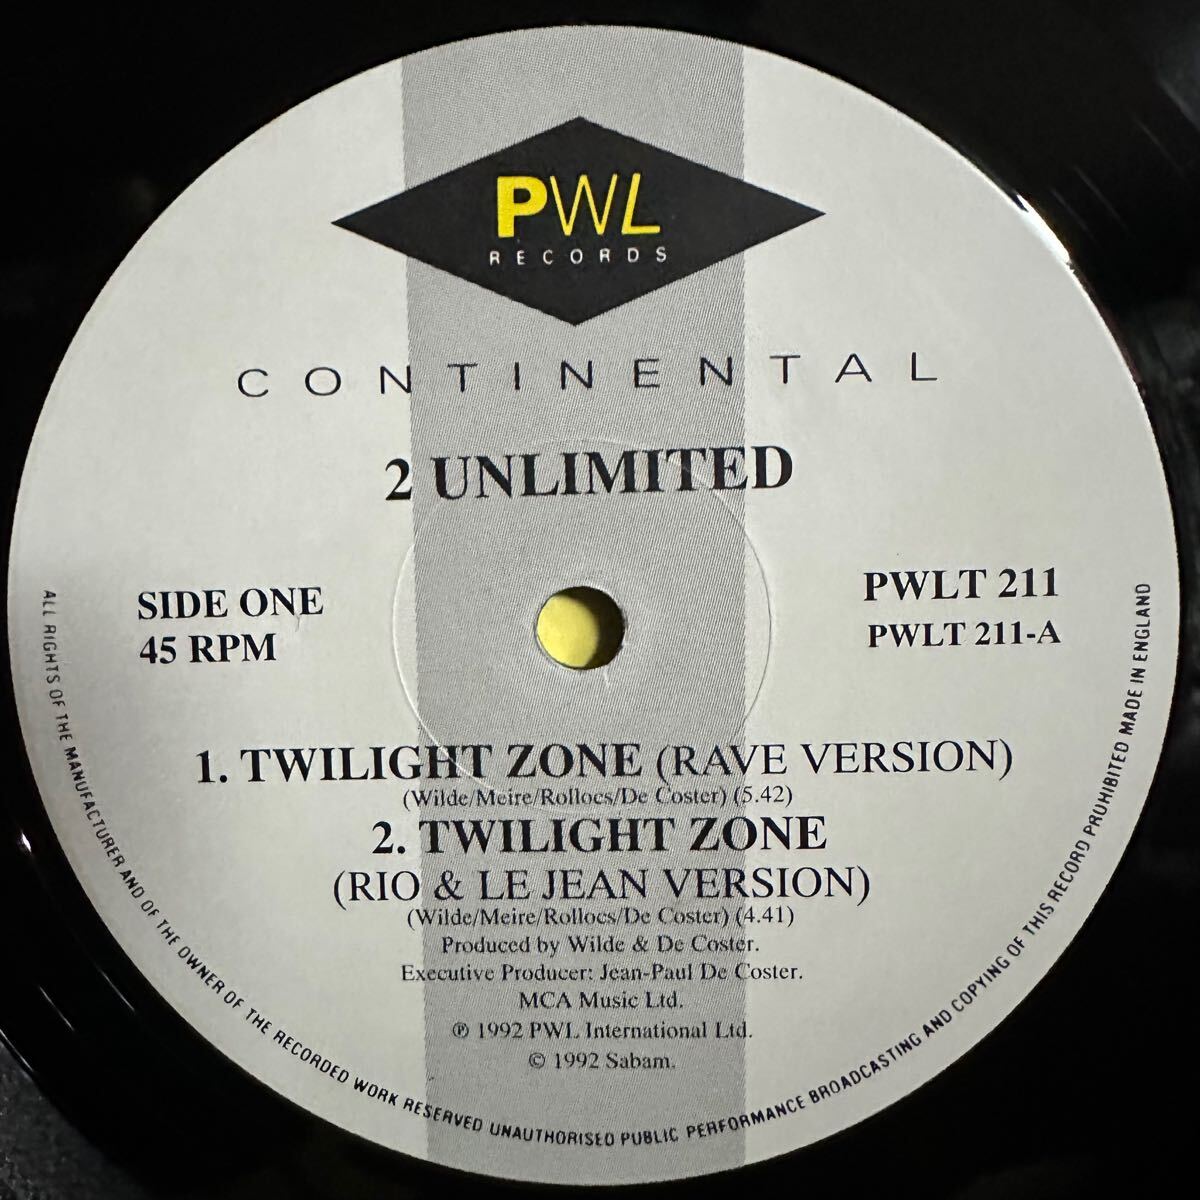 PWL
RECORDS
CONTINENTAL
2 UNLIMITED
SIDE ONE
45 RPM
PWLT 211
PWLT 211-A
1. TWILIGHT ZONE (RAVE VERSION)
(Wilde/Meire/Rollocs/De Coster) (5.42)
2. TWILIGHT ZONE
(RIO & LE JEAN VERSION)
(Wilde/Meire/Rollocs/De Coster) (4.41)
Produced by Wilde & De Coster.
Executive Producer: Jean-Paul De Coster.
MCA Music Ltd.
℗ 1992 PWL International Ltd.
© 1992 Sabam.
ALL RIGHTS OF THE MANUFACTURER AND OF THE OWNER OF THE RECORDED WORK RESERVED UNAUTHORISED PUBLIC PERFORMANCE BROADCASTING AND COPYING OF THIS RECORD PROHIBITED MADE IN ENGLAND